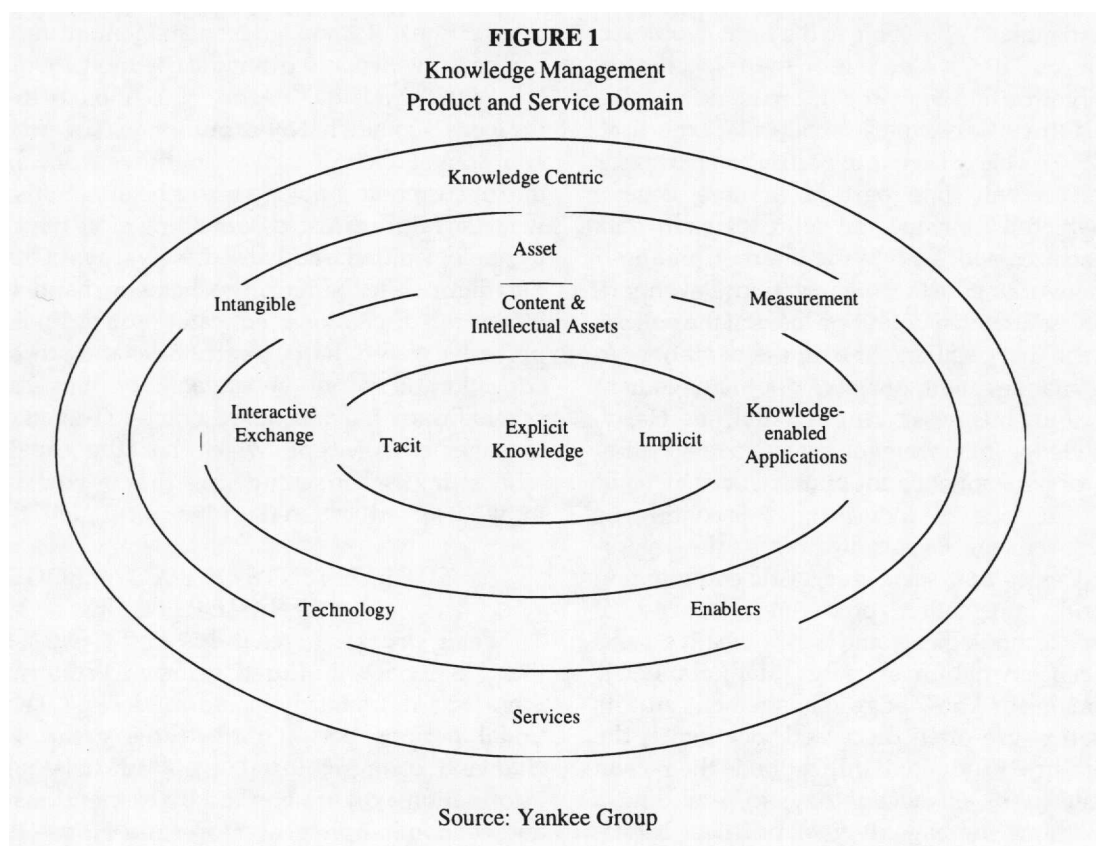 FIGURE 1
Knowledge Management
Product and Service Domain
Knowledge Centric
Asset
Intangible
Content &
Intellectual Assets
Measurement
Interactive
Exchange
Tacit
Explicit
Knowledge
Implicit
Knowledge-
enabled
Applications
Technology
Enablers
Services
Source: Yankee Group